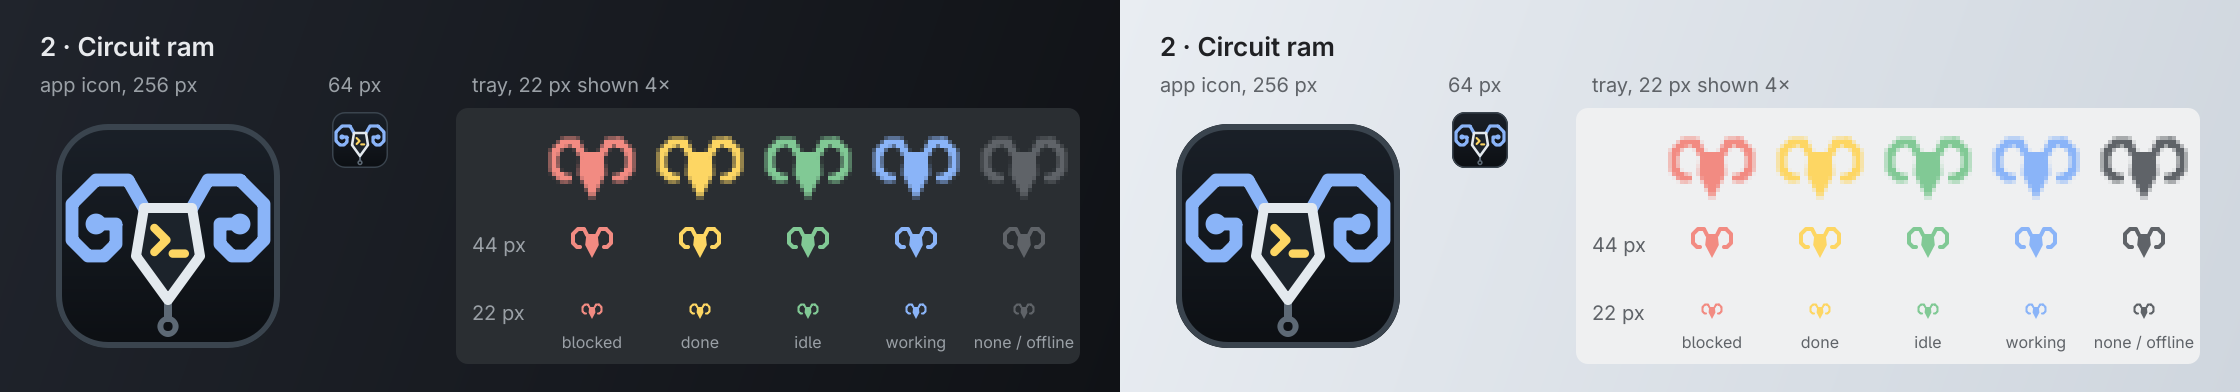 2 · Circuit ram
app icon, 256 px
64 px
tray, 22 px shown 4×
44 px
22 px
blocked
done
idle
working
none / offline
2 · Circuit ram
app icon, 256 px
64 px
tray, 22 px shown 4×
44 px
22 px
blocked
done
idle
working
none / offline